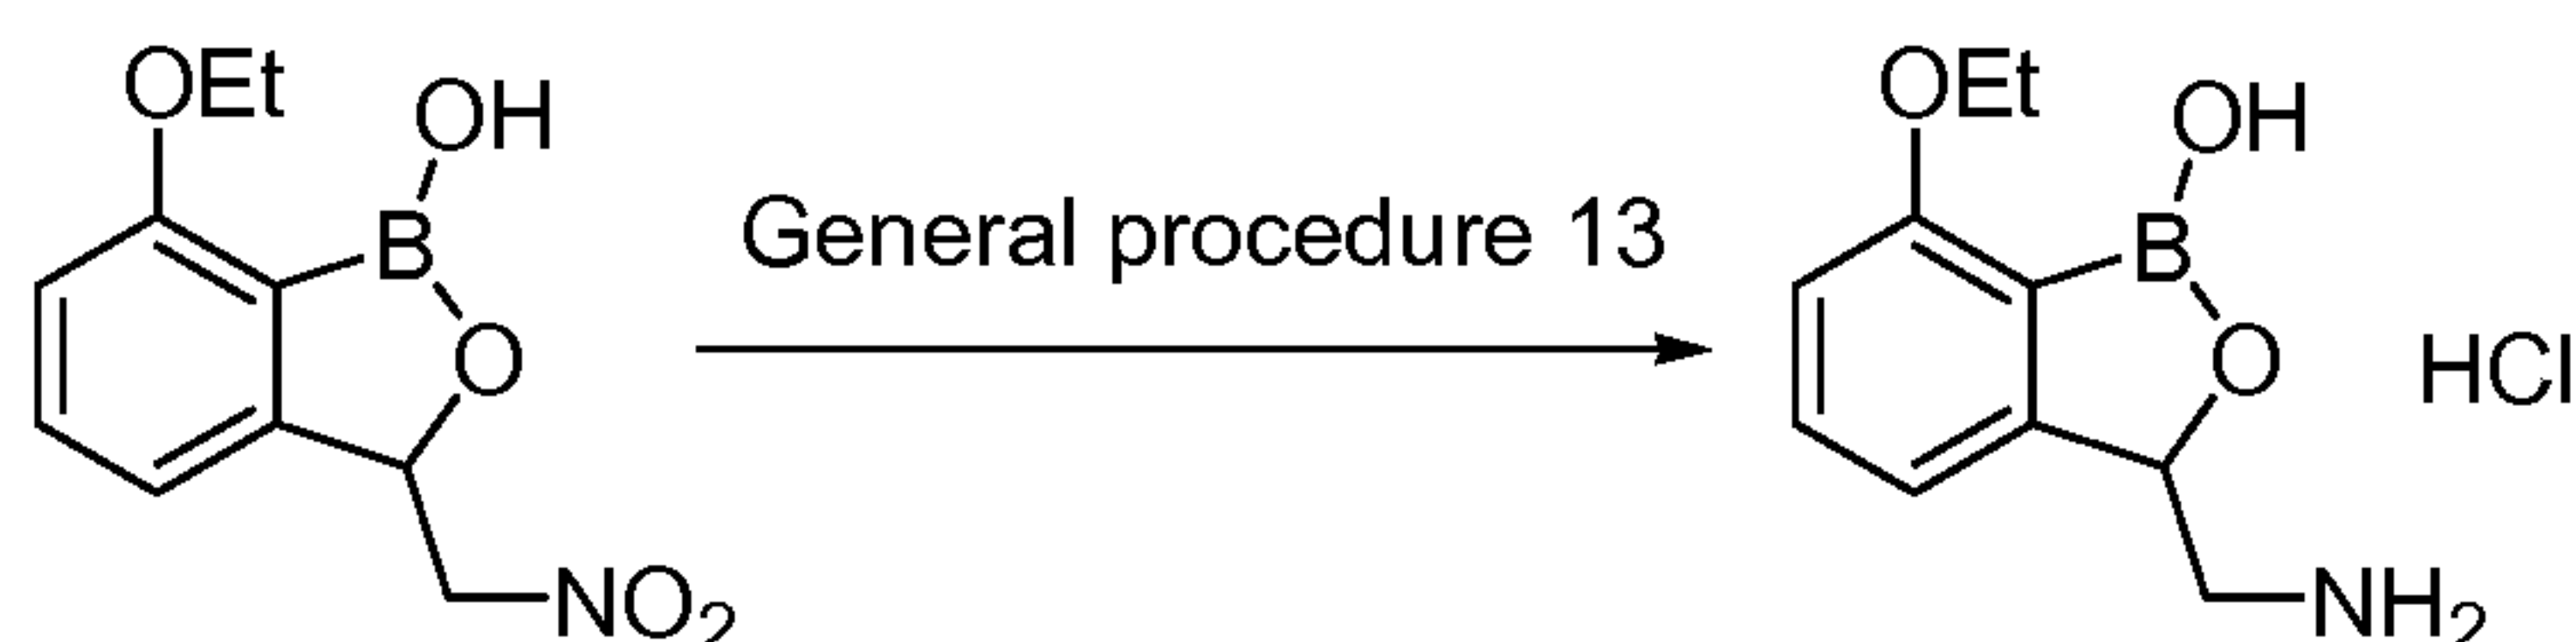 OEt
OH
B
O
NO2
General procedure 13
OEt
OH
B
O
NH2
HCl